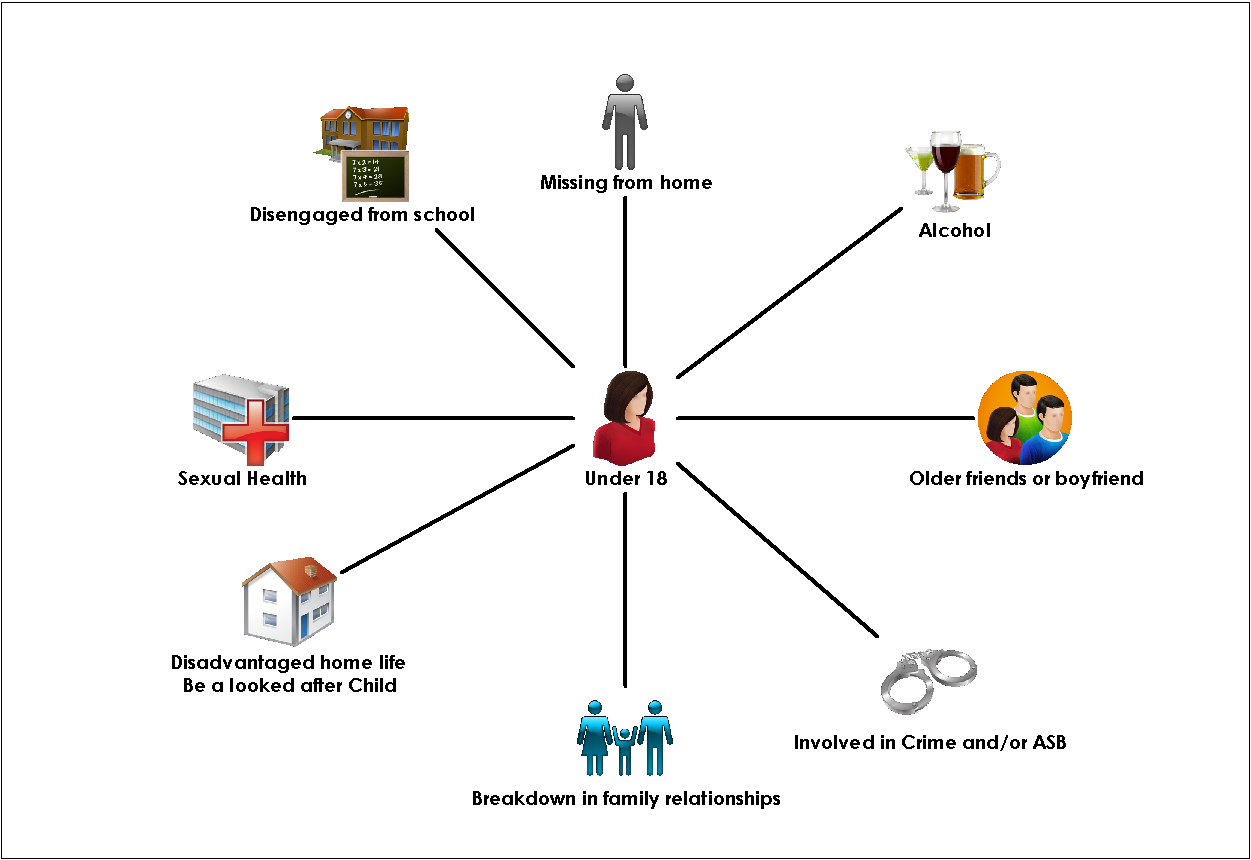 Missing from home
Disengaged from school
Alcohol
Sexual Health
Under 18
Older friends or boyfriend
Disadvantaged home life
Be a looked after Child
Involved in Crime and/or ASB
Breakdown in family relationships